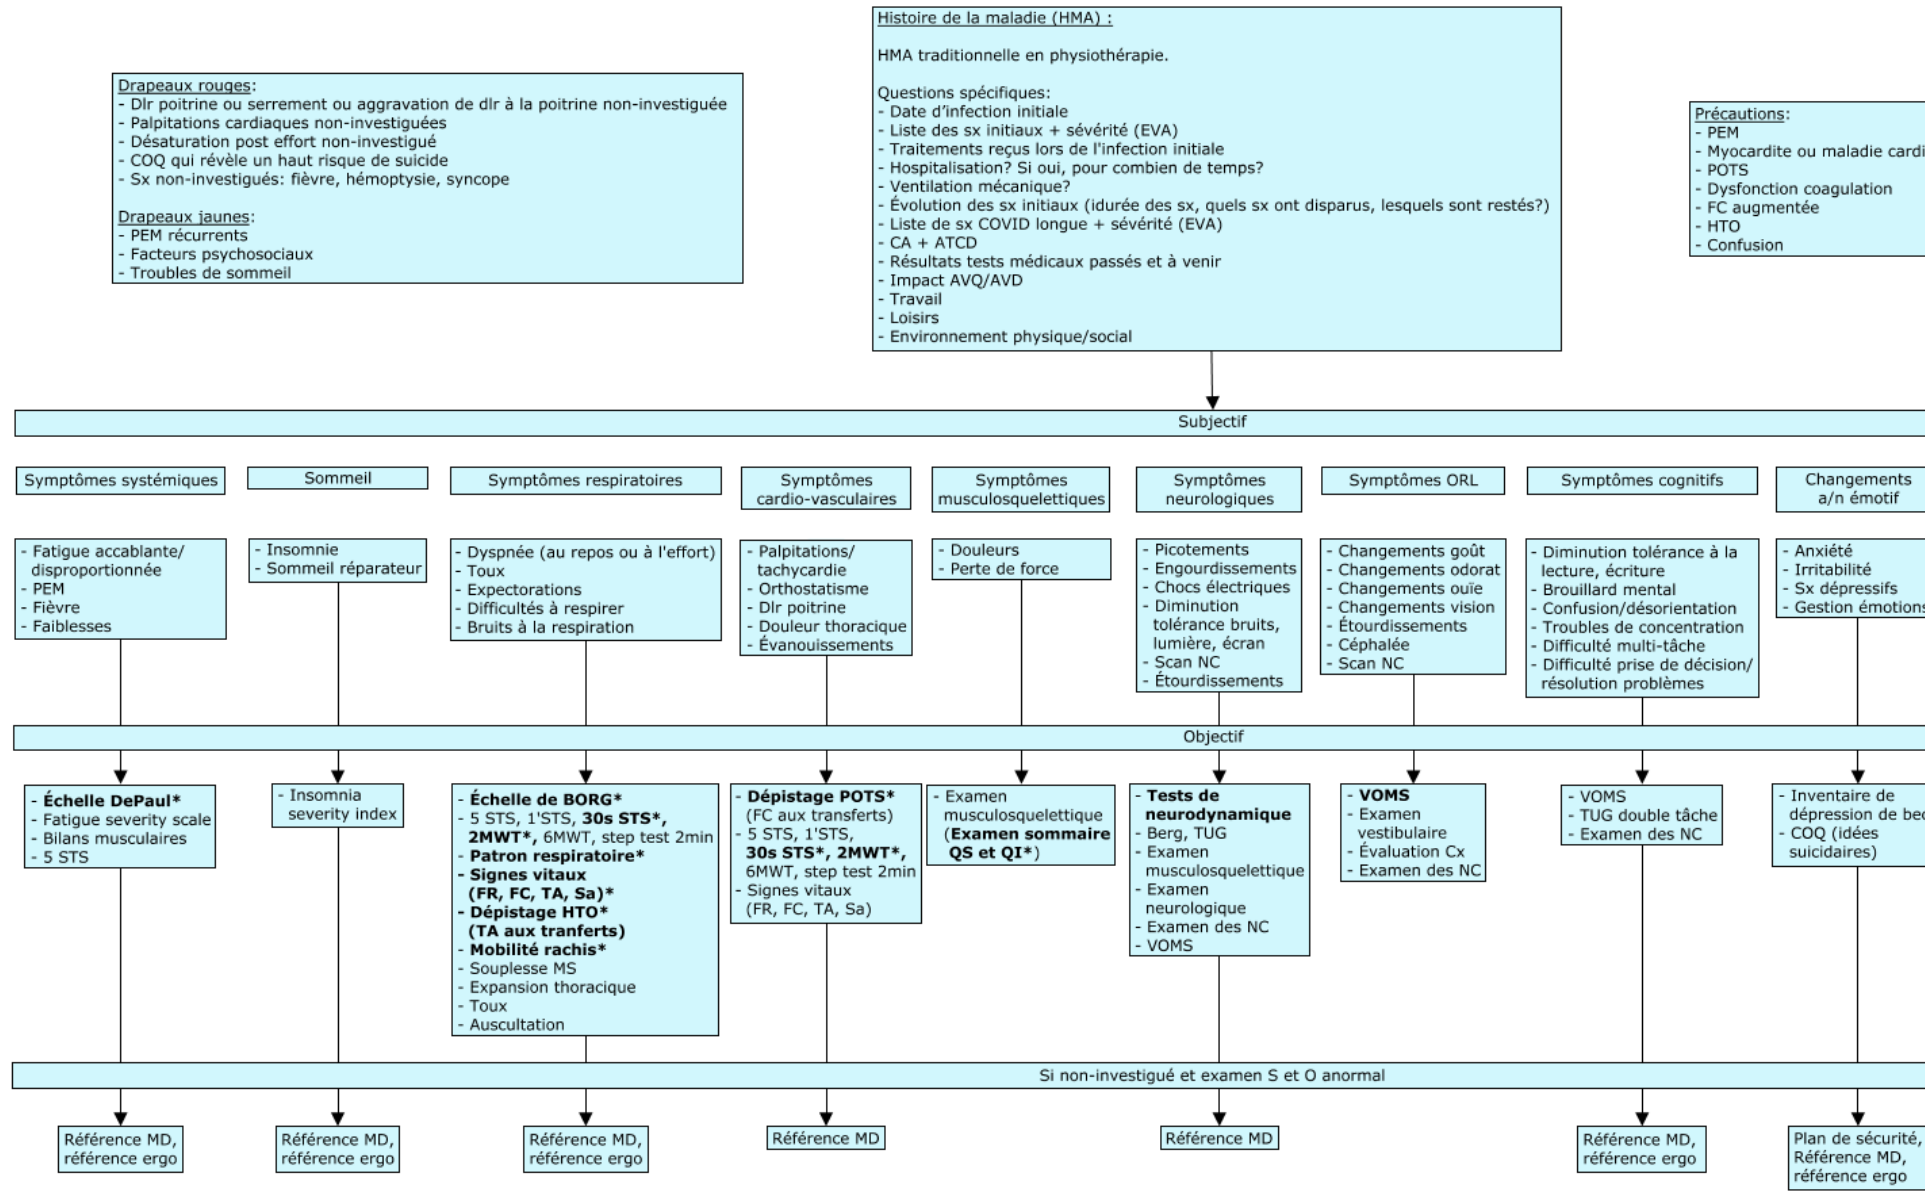 Drapeaux rouges:
- Dlr poitrine ou serrement ou aggravation de dlr à la poitrine non-investiguée
- Palpitations cardiaques non-investiguées
- Désaturation post effort non-investigué
- COQ qui révèle un haut risque de suicide
- Sx non-investigués: fièvre, hémoptysie, syncope
Drapeaux jaunes:
- PEM récurrents
- Facteurs psychosociaux
- Troubles de sommeil
Histoire de la maladie (HMA) :
HMA traditionnelle en physiothérapie.
Questions spécifiques:
- Date d'infection initiale
- Liste des sx initiaux + sévérité (EVA)
- Traitements reçus lors de l'infection initiale
- Hospitalisation? Si oui, pour combien de temps?
- Ventilation mécanique?
- Évolution des sx initiaux (idurée des sx, quels sx ont disparus, lesquels sont restés?)
- Liste de sx COVID longue + sévérité (EVA)
- CA + ATCD
- Résultats tests médicaux passés et à venir
- Impact AVQ/AVD
- Travail
- Loisirs
- Environnement physique/social
Précautions:
- PEM
- Myocardite ou maladie cardi
- POTS
- Dysfonction coagulation
- FC augmentée
- HTO
- Confusion
Subjectif
Symptômes systémiques
Sommeil
Symptômes respiratoires
Symptômes
cardio-vasculaires
Symptômes
musculosquelettiques
Symptômes
neurologiques
Symptômes ORL
Symptômes cognitifs
Changements
a/n émotif
- Fatigue accablante/
disproportionnée
- PEM
- Fièvre
- Faiblesses
- Insomnie
- Sommeil réparateur
- Dyspnée (au repos ou à l'effort)
- Toux
- Expectorations
- Difficultés à respirer
- Bruits à la respiration
- Palpitations/
tachycardie
- Orthostatisme
- Dlr poitrine
- Douleur thoracique
- Évanouissements
- Douleurs
- Perte de force
- Picotements
- Engourdissements
- Chocs électriques
- Diminution
tolérance bruits,
lumière, écran
- Scan NC
- Étourdissements
- Changements goût
- Changements odorat
- Changements ouïe
- Changements vision
- Étourdissements
- Céphalée
- Scan NC
- Diminution tolérance à la
lecture, écriture
- Brouillard mental
- Confusion/désorientation
- Troubles de concentration
- Difficulté multi-tâche
- Difficulté prise de décision/
résolution problèmes
- Anxiété
- Irritabilité
- Sx dépressifs
- Gestion émotions
Objectif
- Échelle DePaul*
- Fatigue severity scale
- Bilans musculaires
- 5 STS
- Insomnia
severity index
- Échelle de BORG*
- 5 STS, 1'STS, 30s STS*,
2MWT*, 6MWT, step test 2min
- Patron respiratoire*
- Signes vitaux
(FR, FC, TA, Sa)*
- Dépistage HTO*
(TA aux tranferts)
- Mobilité rachis*
- Souplesse MS
- Expansion thoracique
- Toux
- Auscultation
- Dépistage POTS*
(FC aux transferts)
- 5 STS, 1'STS,
30s STS*, 2MWT*,
6MWT, step test 2min
- Signes vitaux
(FR, FC, TA, Sa)
- Examen
musculosquelettique
(Examen sommaire
QS et QI*)
- Tests de
neurodynamique
- Berg, TUG
- Examen
musculosquelettique
- Examen
neurologique
- Examen des NC
- VOMS
- VOMS
- Examen
vestibulaire
- Évaluation Cx
- Examen des NC
- VOMS
- TUG double tâche
- Examen des NC
- Inventaire de
dépression de bec
- COQ (idées
suicidaires)
Si non-investigué et examen S et O anormal
Référence MD,
référence ergo
Référence MD,
référence ergo
Référence MD,
référence ergo
Référence MD
Référence MD
Référence MD,
référence ergo
Plan de sécurité,
Référence MD,
référence ergo